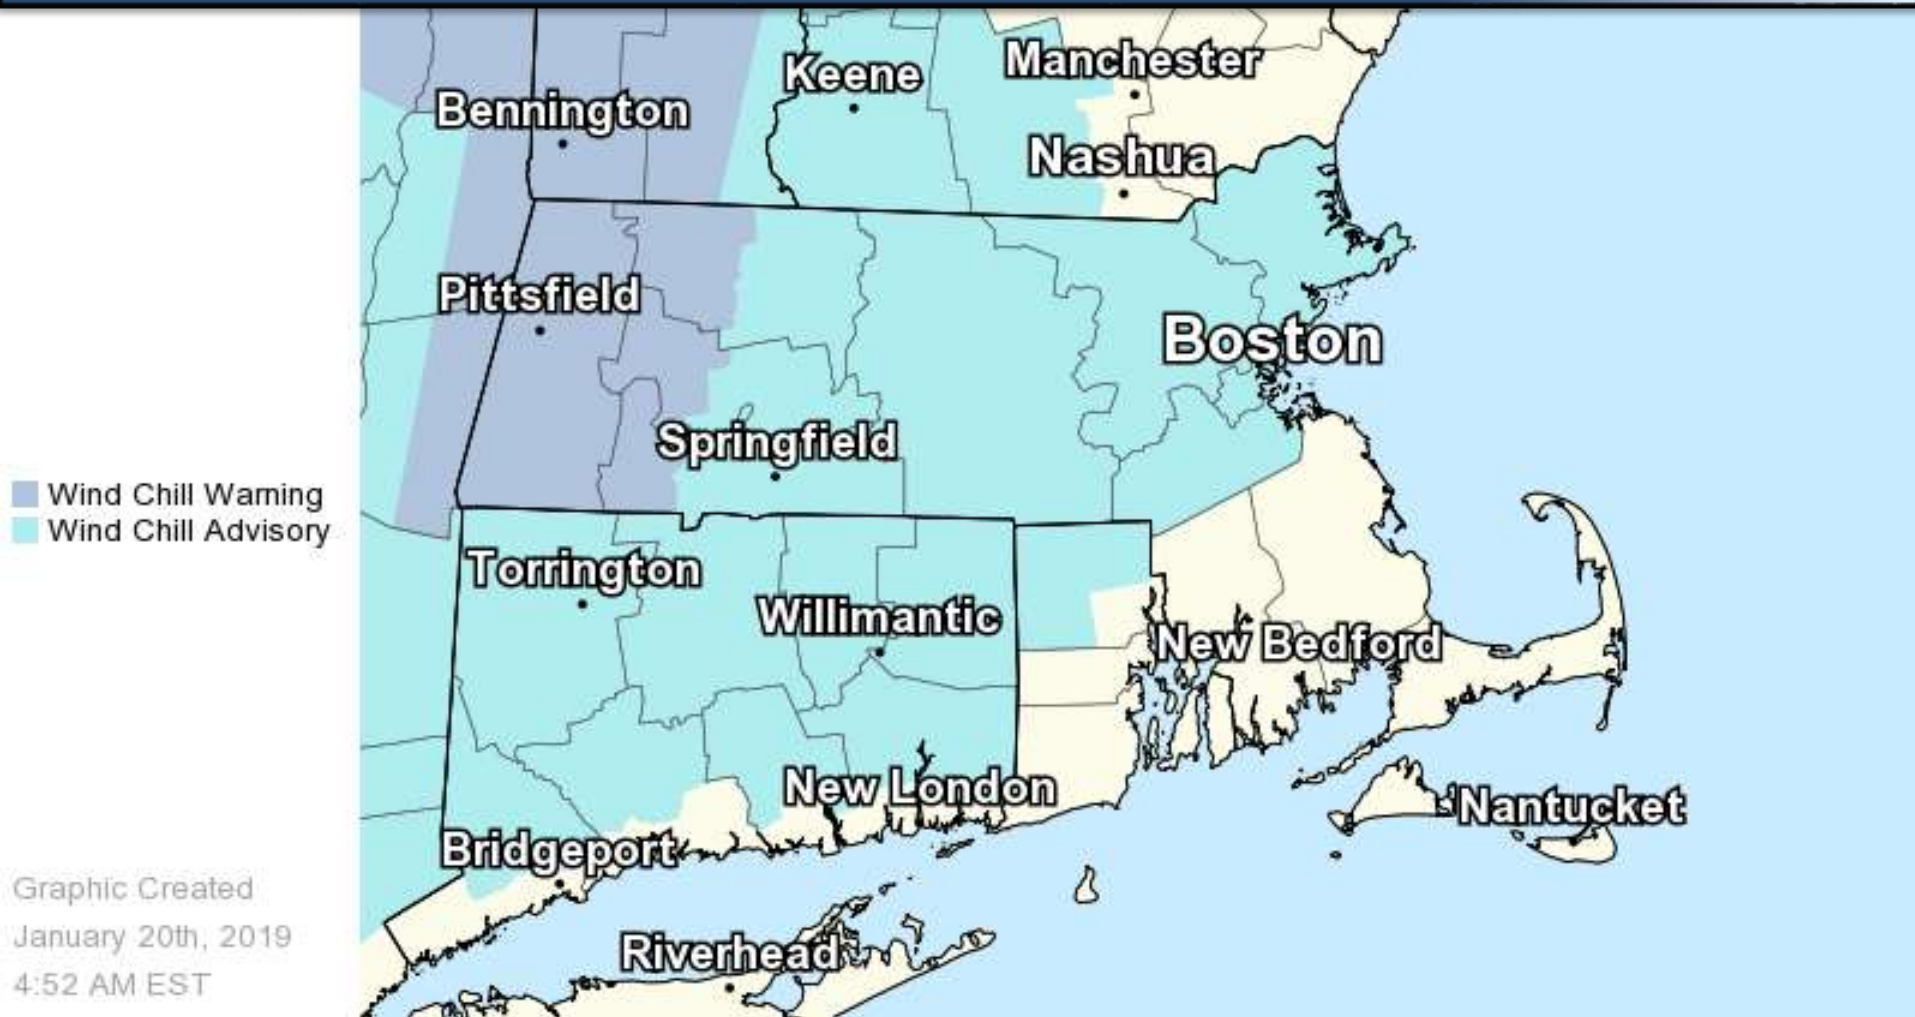 Keene
Manchester
Bennington
Nashua
Pittsfield
Boston
Springfield
Wind Chill Warning
Wind Chill Advisory
Torrington
Willimantic
New Bedford
New London
Nantucket
Bridgeport
Riverhead
Graphic Created
January 20th, 2019
4:52 AM EST